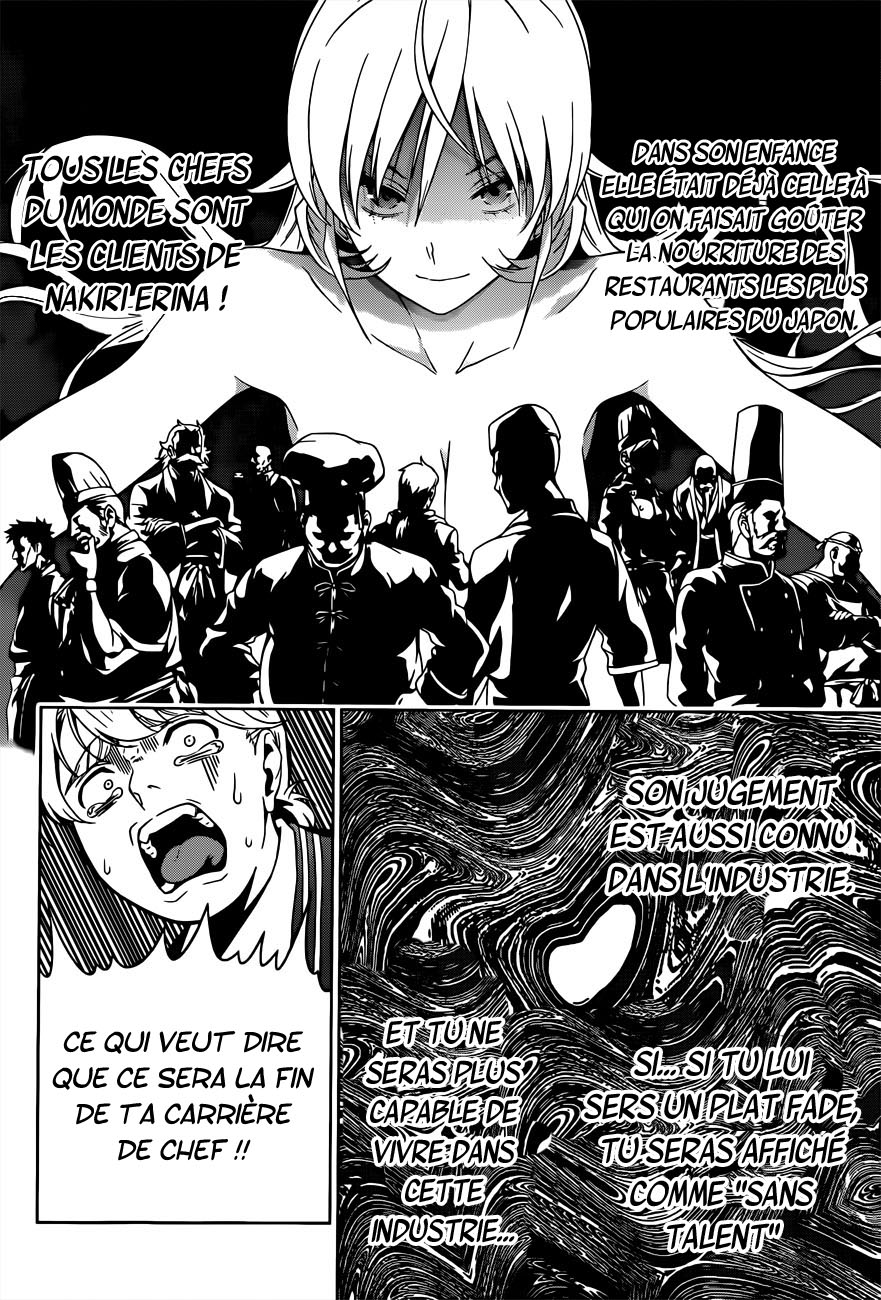 DANS SON ENFANCE
ELLE ÉTAIT DÉJÀ CELLE À
QUI ON FAISAIT GOÛTER
LA NOURRITURE DES
RESTAURANTS LES PLUS
POPULAIRES DU JAPON.
TOUS LES CHEFS
DU MONDE SONT
LES CLIENTS DE
NAKIRI ERINA !
SON JUGEMENT
EST AUSSI CONNU
DANS L'INDUSTRIE.
SI... SI TU LUI
SERS UN PLAT FADE,
TU SERAS AFFICHÉ
COMME "SANS
TALENT"
ET TU NE
SERAS PLUS
CAPABLE DE
VIVRE DANS
CETTE
INDUSTRIE...
CE QUI VEUT DIRE
QUE CE SERA LA FIN
DE TA CARRIÈRE
DE CHEF !!